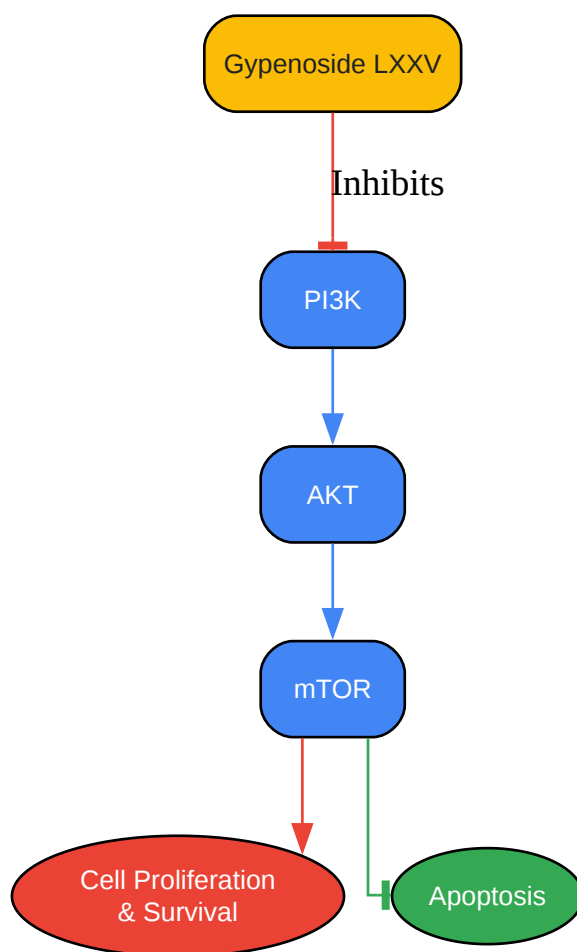 Gypenoside LXXV
Inhibits
PI3K
AKT
mTOR
Cell Proliferation
& Survival
Apoptosis